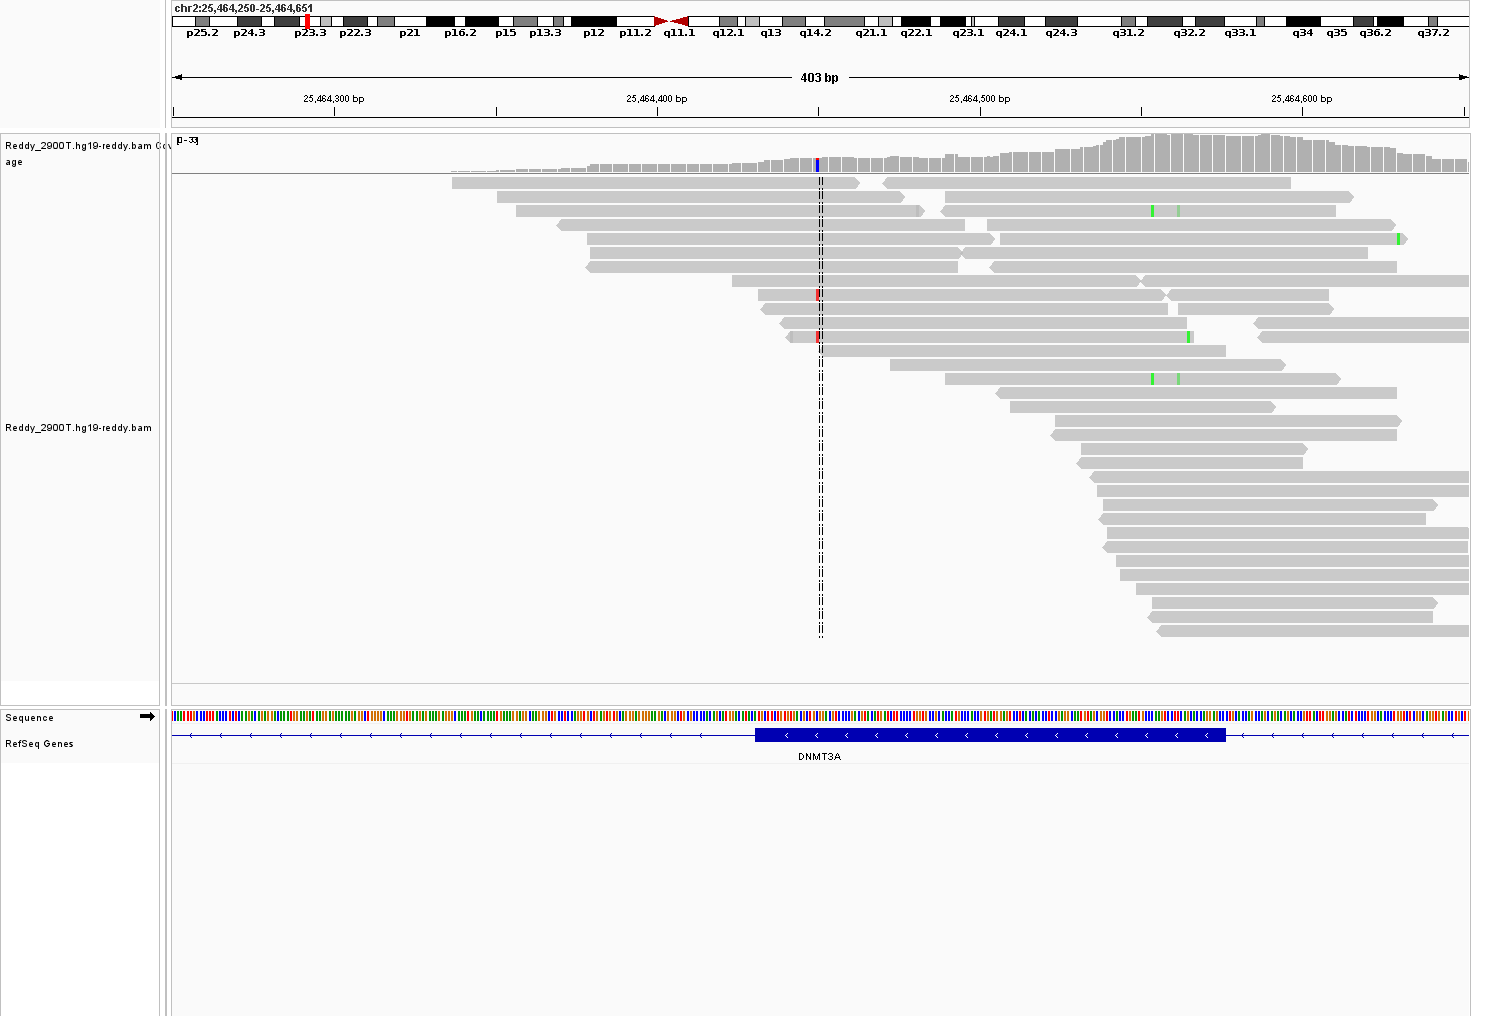 chr2:25,464,250-25,464,651
p25.2 p24.3 p23.3 p22.3 p21 p16.2 p15 p13.3 p12 p11.2 q11.1 q12.1 q13 q14.2 q21.1 q22.1 q23.1 q24.1 q24.3 q31.2 q32.2 q33.1 q34 q35 q36.2 q37.2
403 bp
25,464,300 bp 25,464,400 bp 25,464,500 bp 25,464,600 bp
[0-33]
Reddy_2900T.hg19-reddy.bam Cov
age
Reddy_2900T.hg19-reddy.bam
Sequence
RefSeq Genes
DNMT3A